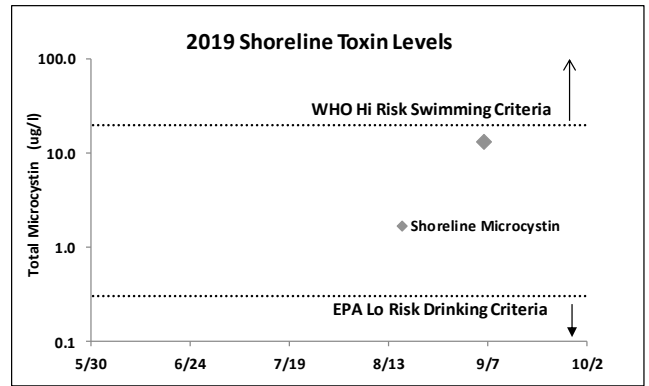 2019 Shoreline Toxin Levels
100.0
WHO Hi Risk Swimming Criteria
10.0
Total Microcystin (ug/l)
Shoreline Microcystin
1.0
EPA Lo Risk Drinking Criteria
0.1
5/30 6/24 7/19 8/13 9/7 10/2